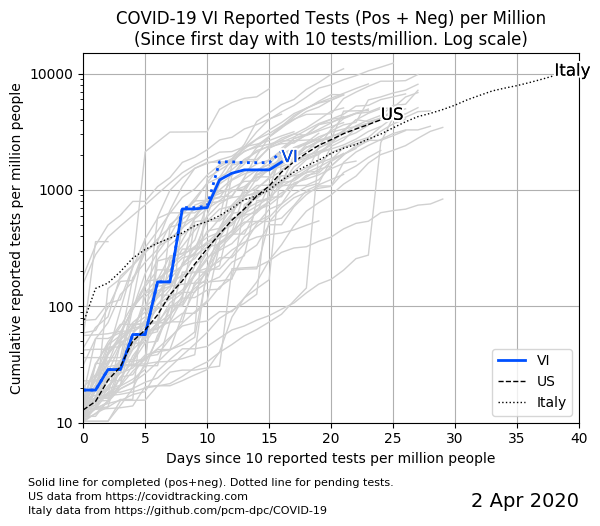 COVID-19 VI Reported Tests (Pos + Neg) per Million
(Since first day with 10 tests/million. Log scale)
Cumulative reported tests per million people
10000
1000
100
10
Italy
US
VI
VI
US
Italy
0 5 10 15 20 25 30 35 40
Days since 10 reported tests per million people
Solid line for completed (pos+neg). Dotted line for pending tests.
US data from https://covidtracking.com
Italy data from https://github.com/pcm-dpc/COVID-19
2 Apr 2020